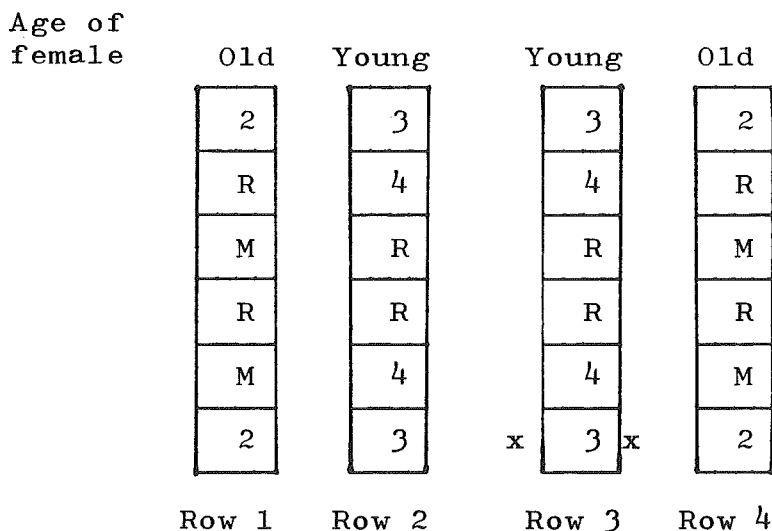 Age of
female Old Young Young Old
2 3 3 2
R 4 4 R
M R R M
R R R R
M 4 4 M
2 3 x 3 x 2
Row 1 Row 2 Row 3 Row 4